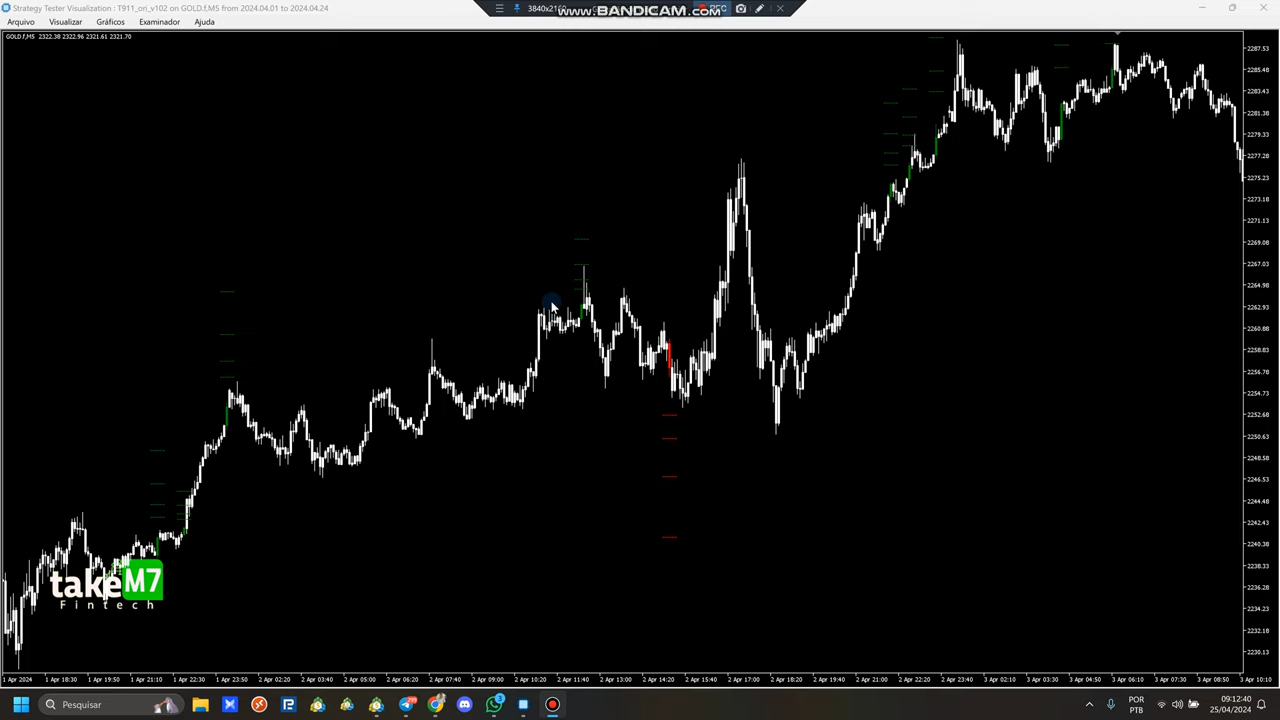 Strategy Tester Visualization : T911_ori_v102 on GOLD.f,M5 from 2024.04.01 to 2024.04.24
3840x2160
www.BANDICAM.com
REC
Arquivo Visualizar Gráficos Examinador Ajuda
GOLD.f,M5 2322.38 2322.96 2321.61 2321.70
2287.53
2285.48
2283.43
2281.38
2279.33
2277.28
2275.23
2273.18
2271.13
2269.08
2267.03
2264.98
2262.93
2260.88
2258.83
2256.78
2254.73
2252.68
2250.63
2248.58
2246.53
2244.48
2242.43
2240.38
2238.33
2236.28
2234.23
2232.18
2230.13
takeM7
Fintech
1 Apr 2024 1 Apr 18:30 1 Apr 19:50 1 Apr 22:30 1 Apr 23:50 2 Apr 02:20 2 Apr 03:40 2 Apr 05:00 2 Apr 06:20 2 Apr 07:40 2 Apr 09:00 2 Apr 10:20 2 Apr 11:40 2 Apr 13:00 2 Apr 14:20 2 Apr 15:40 2 Apr 17:00 2 Apr 18:20 2 Apr 19:40 2 Apr 21:00 2 Apr 22:20 2 Apr 23:40 3 Apr 02:10 3 Apr 03:30 3 Apr 04:50 3 Apr 06:10 3 Apr 07:30 3 Apr 08:50 3 Apr 10:10
Pesquisar
299
3
POR
PTB
09:12:40
25/04/2024